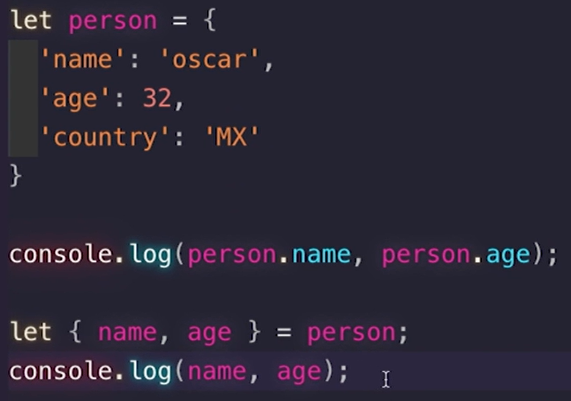 let person = {
'name': 'oscar',
'age': 32,
'country': 'MX'
}
console.log(person.name, person.age);
let { name, age } = person;
console.log(name, age);